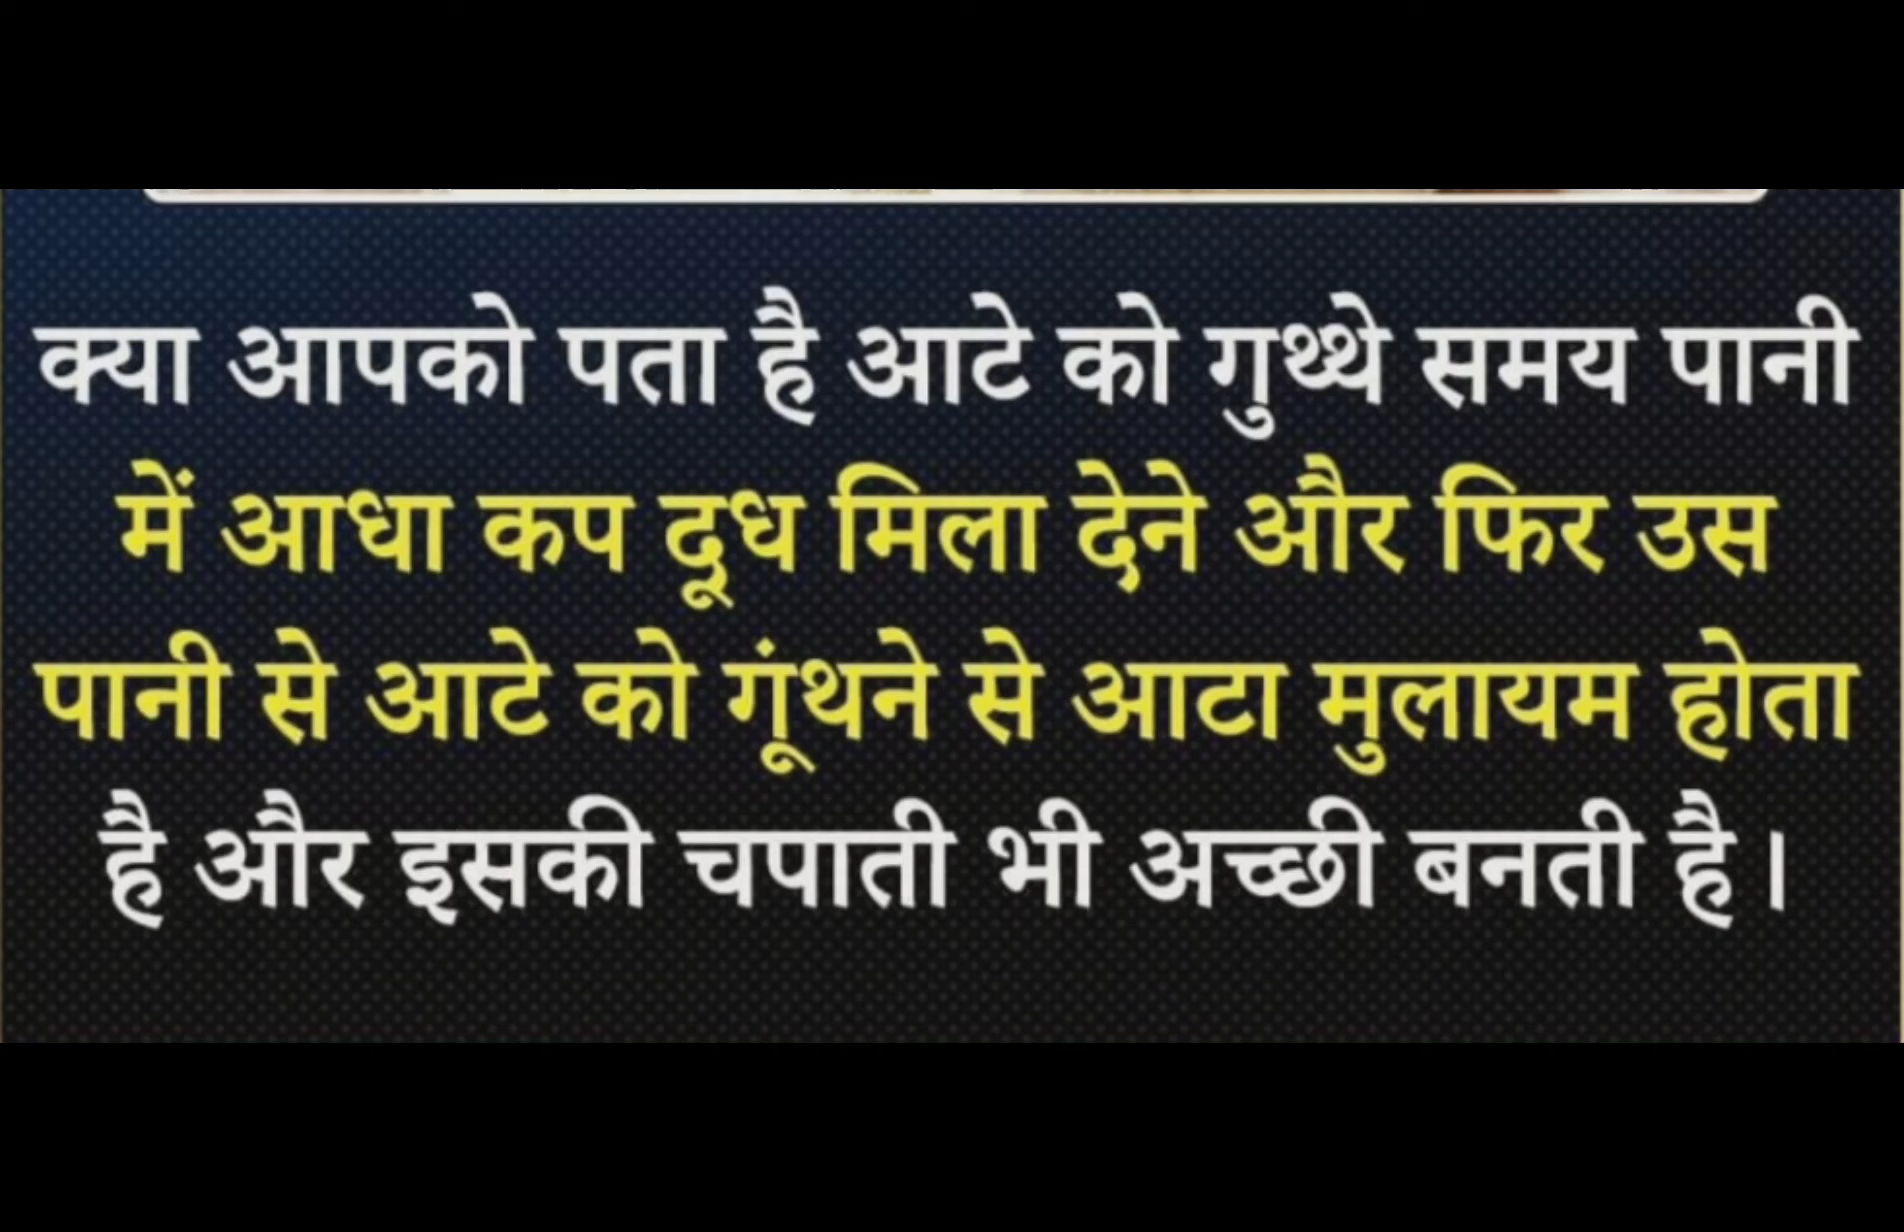 क्या आपको पता है आटे को गुथ्थे समय पानी
में आधा कप दूध मिला देने और फिर उस
पानी से आटे को गूंथने से आटा मुलायम होता
है और इसकी चपाती भी अच्छी बनती है।